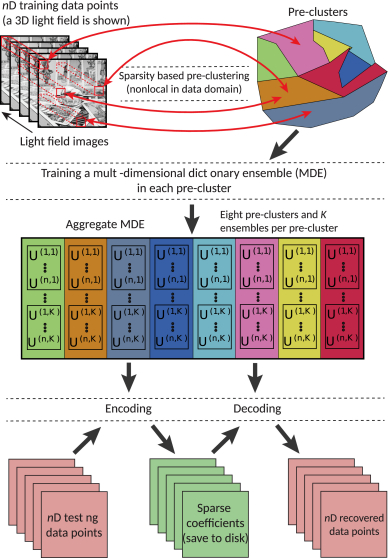 nD training data points
(a 3D light field is shown)
Pre-clusters
Sparsity based pre-clustering
(nonlocal in data domain)
Light field images
Training a mult -dimensional dict onary ensemble (MDE)
in each pre-cluster
Aggregate MDE
Eight pre-clusters and K
ensembles per pre-cluster
U(1,1) U(1,1) U(1,1) U(1,1) U(1,1) U(1,1) U(1,1) U(1,1)
U(n,1) U(n,1) U(n,1) U(n,1) U(n,1) U(n,1) U(n,1) U(n,1)
U(1,K) U(1,K) U(1,K) U(1,K) U(1,K) U(1,K) U(1,K) U(1,K)
U(n,K) U(n,K) U(n,K) U(n,K) U(n,K) U(n,K) U(n,K) U(n,K)
Encoding
Decoding
nD test ng
data points
Sparse
coefficients
(save to disk)
nD recovered
data points